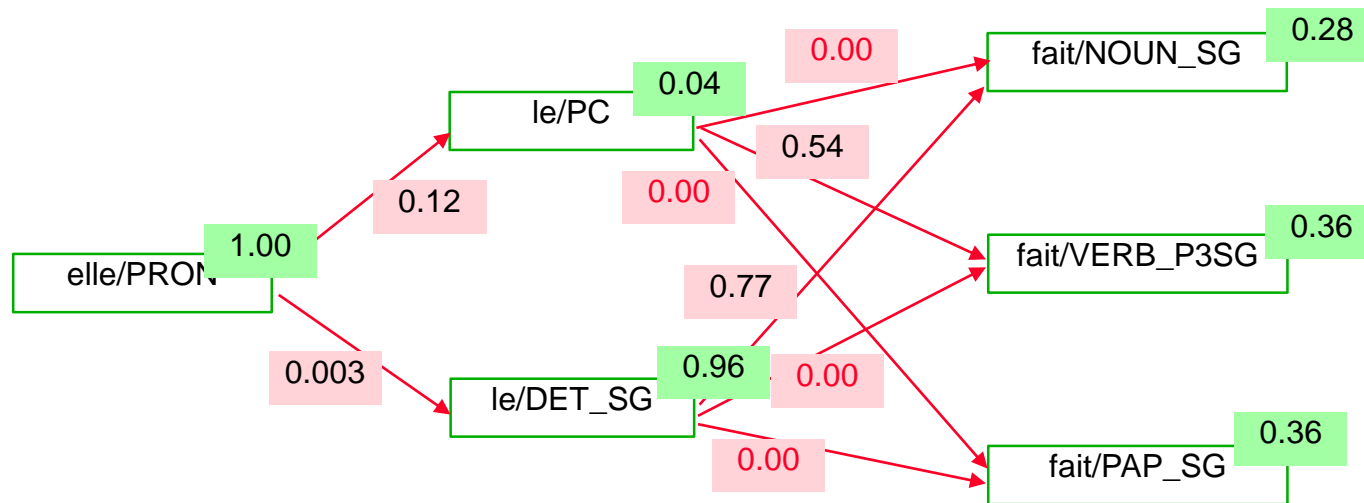 0.28
0.00
fait/NOUN_SG
0.04
le/PC
0.54
0.00
0.12
0.36
1.00
fait/VERB_P3SG
elle/PRON
0.77
0.003
0.96
0.00
le/DET_SG
0.36
0.00
fait/PAP_SG